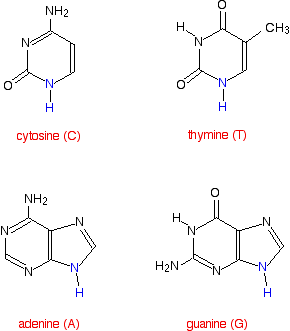 NH2
N
O
N
H
cytosine (C)
O
H
N
CH3
O
N
H
thymine (T)
NH2
N
N
N
N
H
adenine (A)
O
H
N
N
H2N
N
N
H
guanine (G)